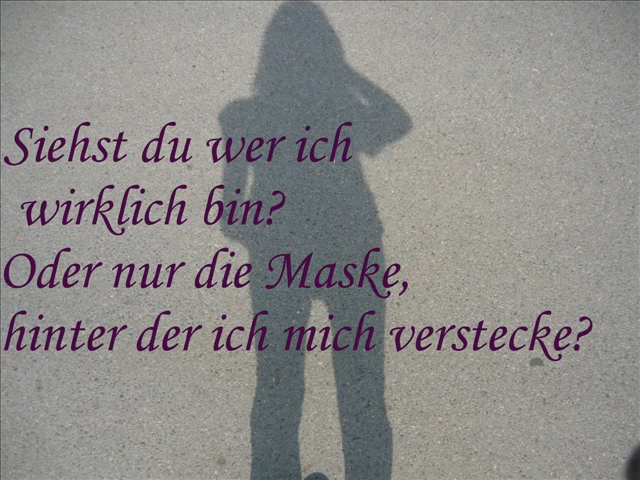 Siehst du wer ich
wirklich bin?
Oder nur die Maske,
hinter der ich mich verstecke?